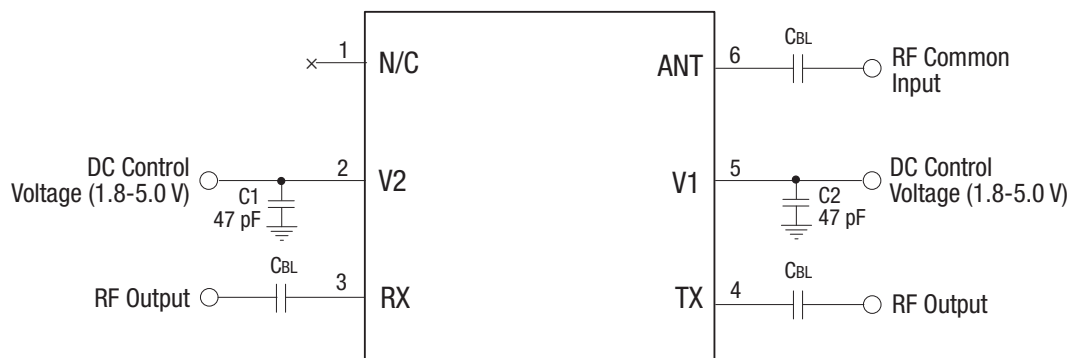 1
N/C
ANT
6
CBL
RF Common
Input
DC Control
Voltage (1.8-5.0 V)
2
V2
C1
47 pF
V1
5
DC Control
Voltage (1.8-5.0 V)
C2
47 pF
RF Output
CBL
3
RX
TX
4
CBL
RF Output